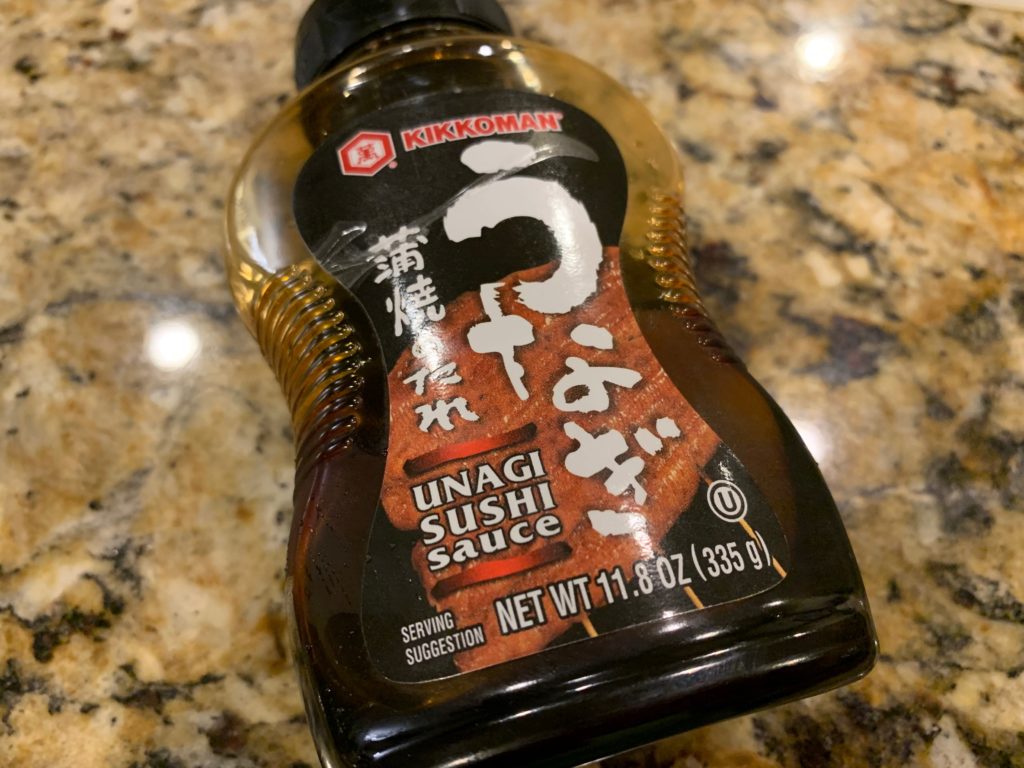 KIKKOMAN
うなぎ
蒲焼のたれ
UNAGI
SUSHI
sauce
U
NET WT 11.8 OZ (335 g)
SERVING
SUGGESTION